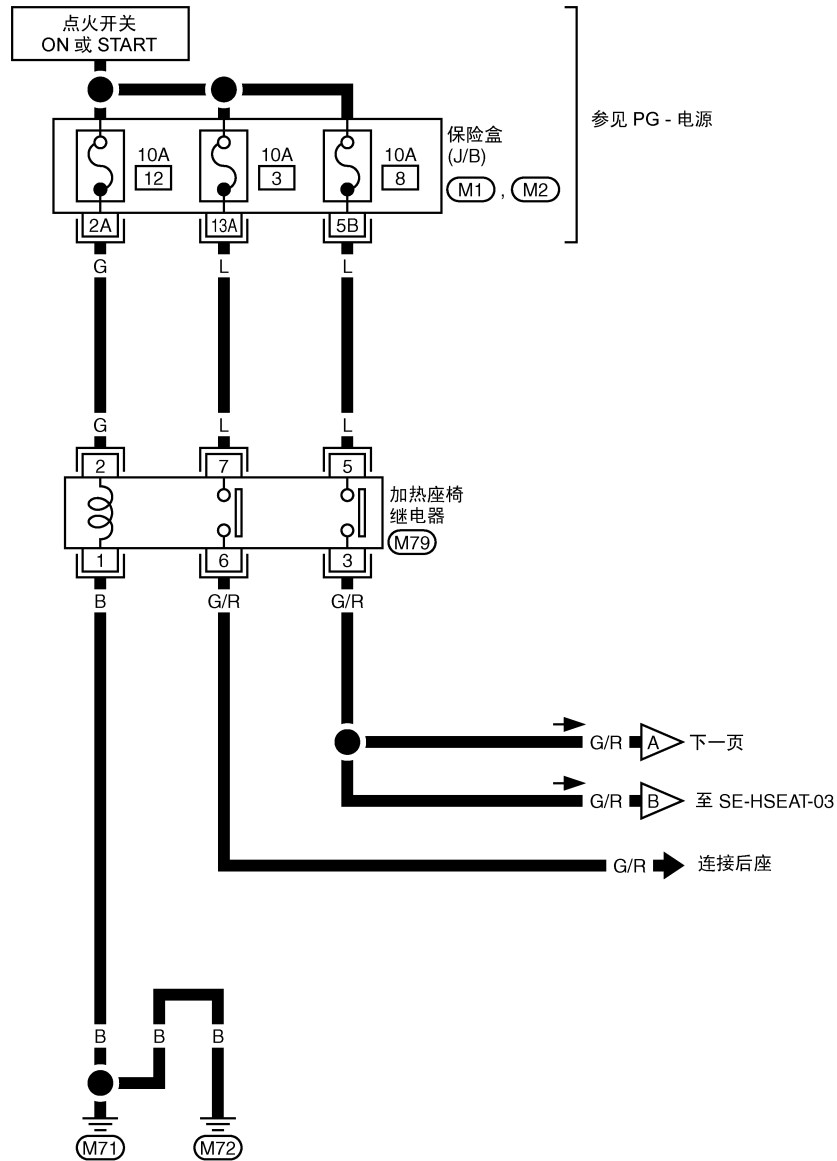 点火开关
ON 或 START
参见 PG - 电源
保险盒
(J/B)
10A
12
10A
3
10A
8
M1 , M2
2A
13A
5B
G
L
L
G
L
L
2
7
5
加热座椅
继电器
M79
1
6
3
B
G/R
G/R
G/R
A
下一页
G/R
B
至 SE-HSEAT-03
G/R
连接后座
B
B
B
M71
M72